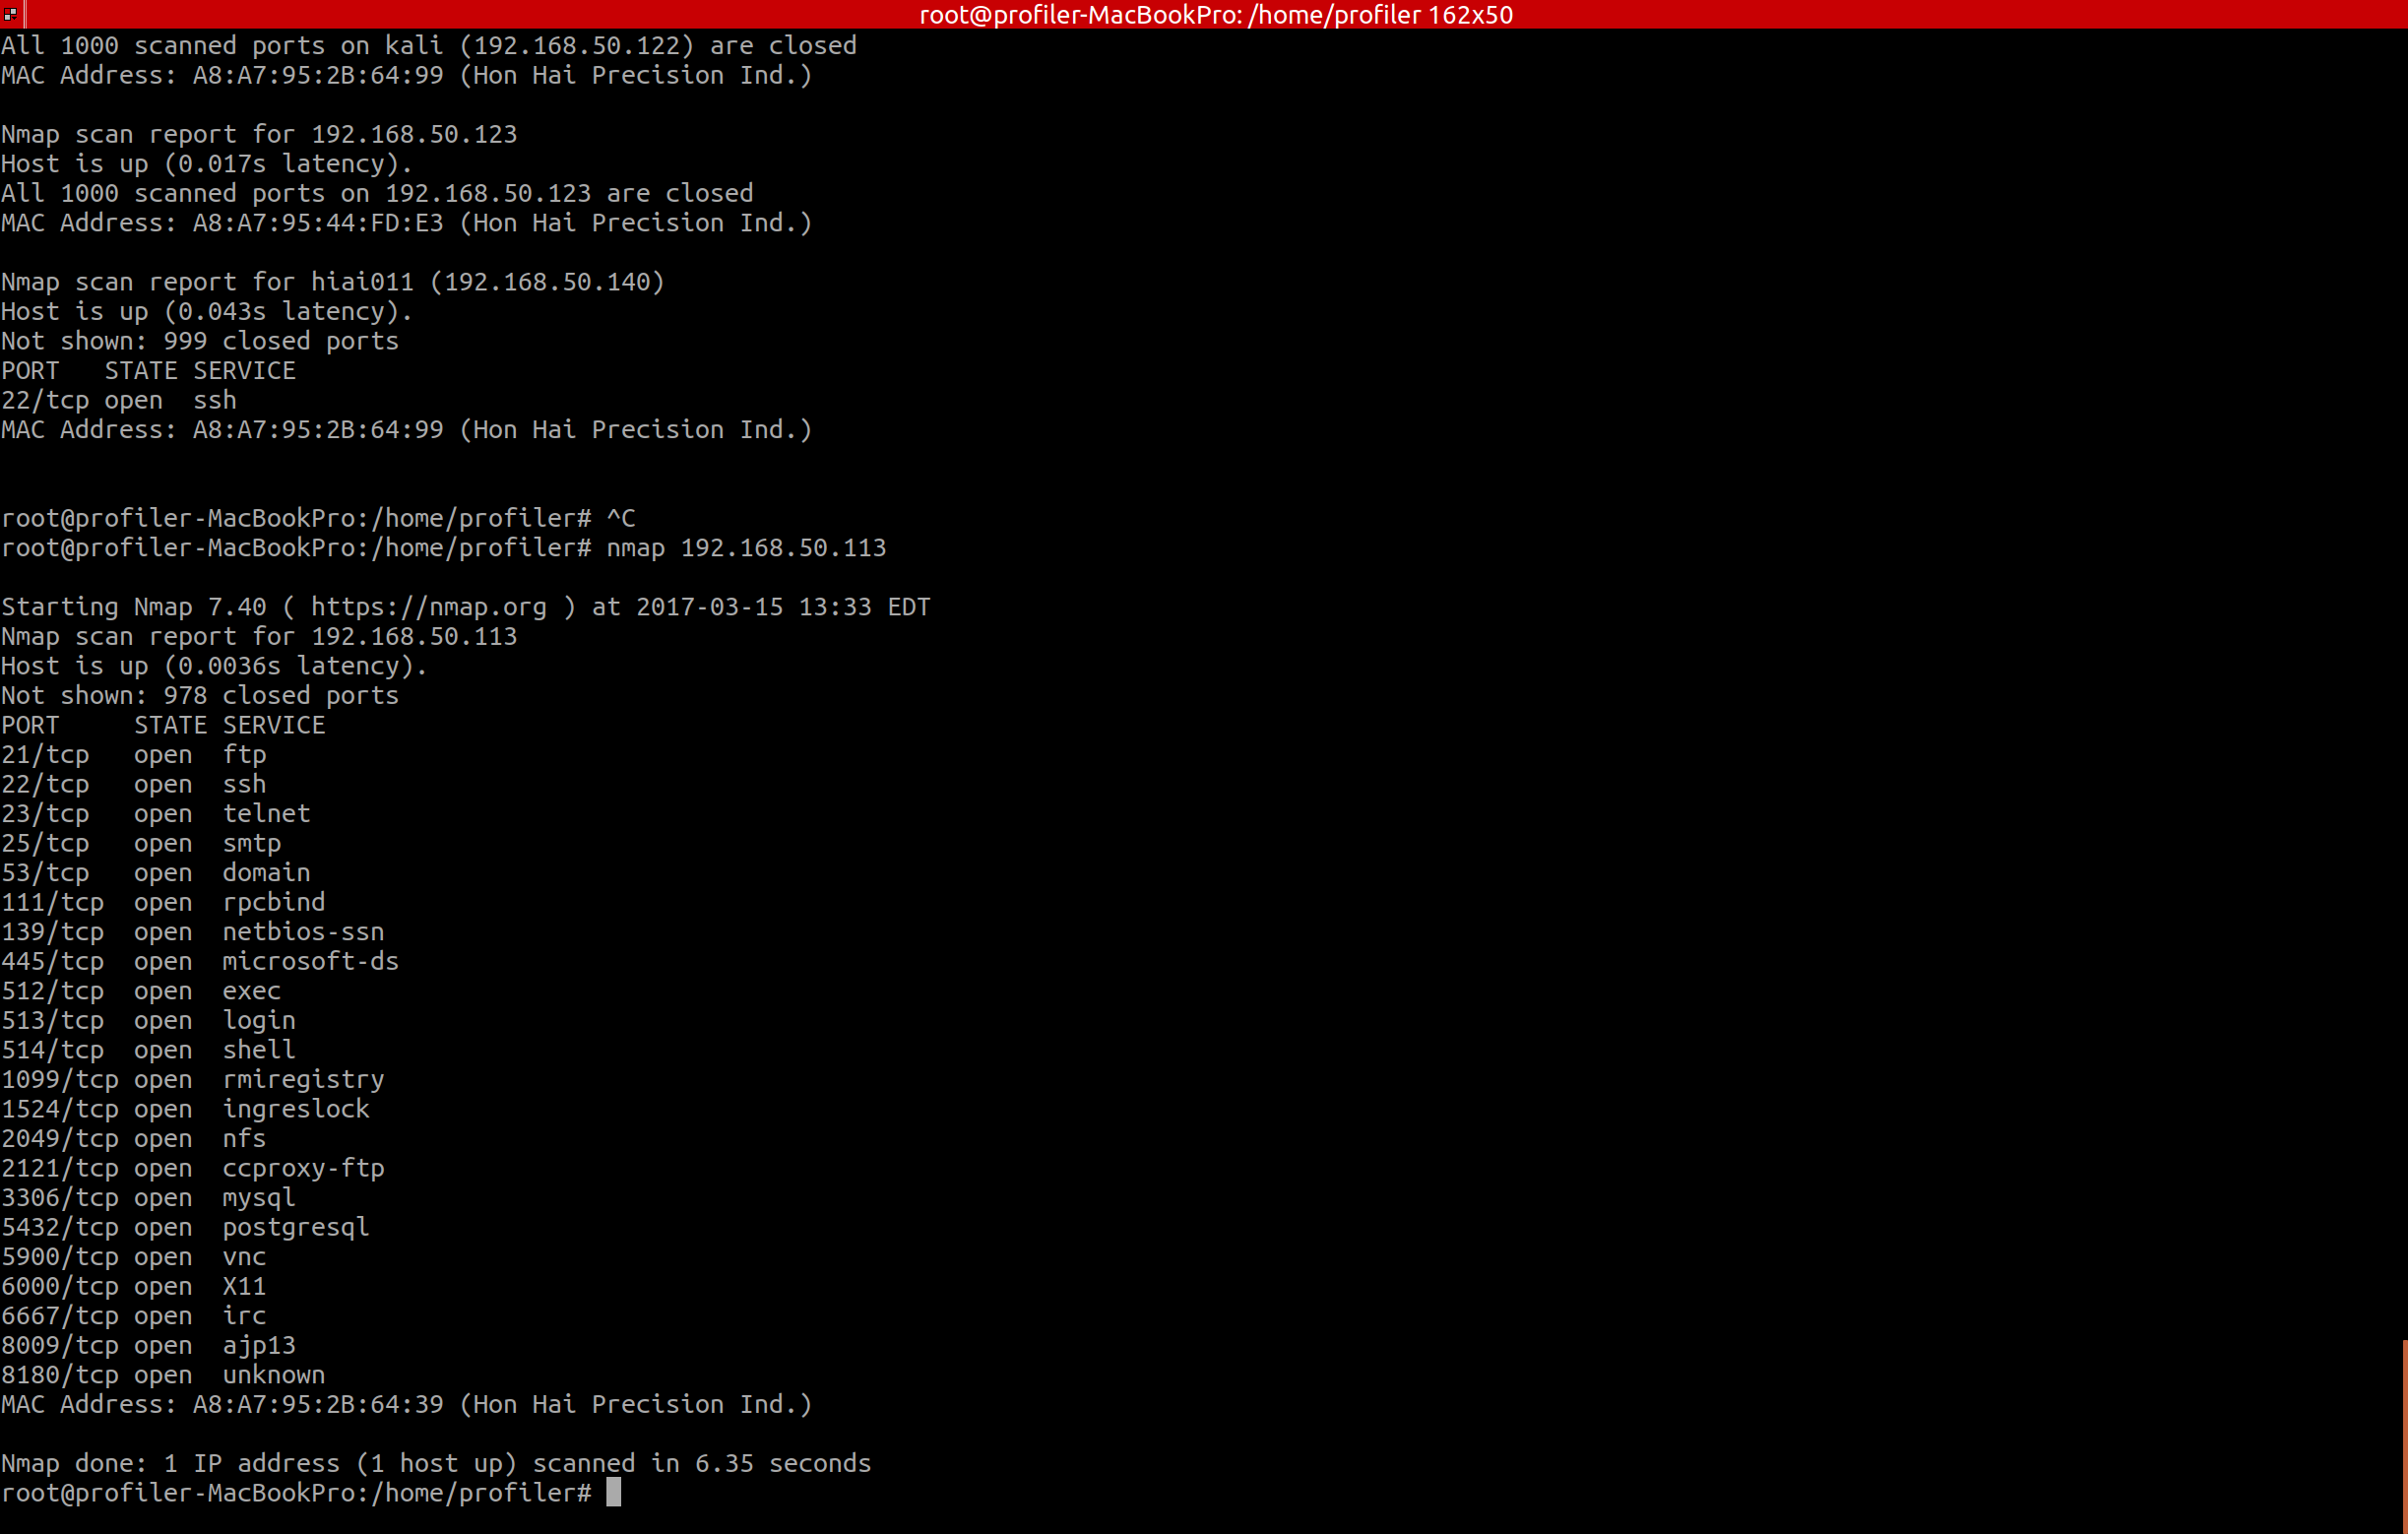 root@profiler-MacBookPro: /home/profiler 162x50
All 1000 scanned ports on kali (192.168.50.122) are closed
MAC Address: A8:A7:95:2B:64:99 (Hon Hai Precision Ind.)
Nmap scan report for 192.168.50.123
Host is up (0.017s latency).
All 1000 scanned ports on 192.168.50.123 are closed
MAC Address: A8:A7:95:44:FD:E3 (Hon Hai Precision Ind.)
Nmap scan report for hiai011 (192.168.50.140)
Host is up (0.043s latency).
Not shown: 999 closed ports
PORT   STATE SERVICE
22/tcp open  ssh
MAC Address: A8:A7:95:2B:64:99 (Hon Hai Precision Ind.)
root@profiler-MacBookPro:/home/profiler# ^C
root@profiler-MacBookPro:/home/profiler# nmap 192.168.50.113
Starting Nmap 7.40 ( https://nmap.org ) at 2017-03-15 13:33 EDT
Nmap scan report for 192.168.50.113
Host is up (0.0036s latency).
Not shown: 978 closed ports
PORT     STATE SERVICE
21/tcp   open  ftp
22/tcp   open  ssh
23/tcp   open  telnet
25/tcp   open  smtp
53/tcp   open  domain
111/tcp  open  rpcbind
139/tcp  open  netbios-ssn
445/tcp  open  microsoft-ds
512/tcp  open  exec
513/tcp  open  login
514/tcp  open  shell
1099/tcp open  rmiregistry
1524/tcp open  ingreslock
2049/tcp open  nfs
2121/tcp open  ccproxy-ftp
3306/tcp open  mysql
5432/tcp open  postgresql
5900/tcp open  vnc
6000/tcp open  X11
6667/tcp open  irc
8009/tcp open  ajp13
8180/tcp open  unknown
MAC Address: A8:A7:95:2B:64:39 (Hon Hai Precision Ind.)
Nmap done: 1 IP address (1 host up) scanned in 6.35 seconds
root@profiler-MacBookPro:/home/profiler#